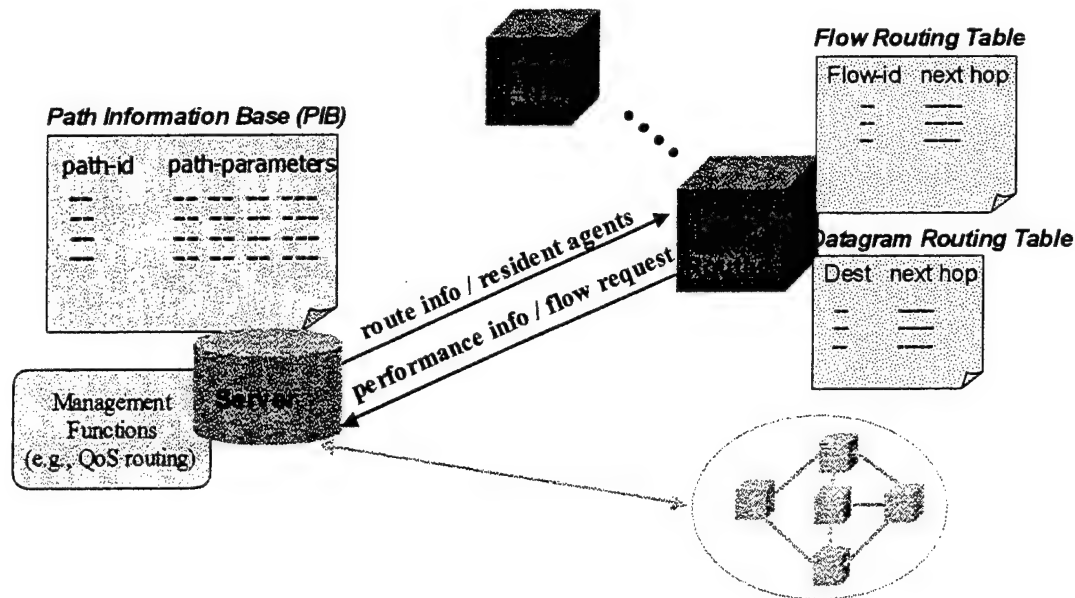 Flow Routing Table
Flow-id next hop
Path Information Base (PIB)
path-id path-parameters
route info / resident agents
performance info / flow request
Datagram Routing Table
Dest next hop
Server
Management
Functions
(e.g., QoS routing)